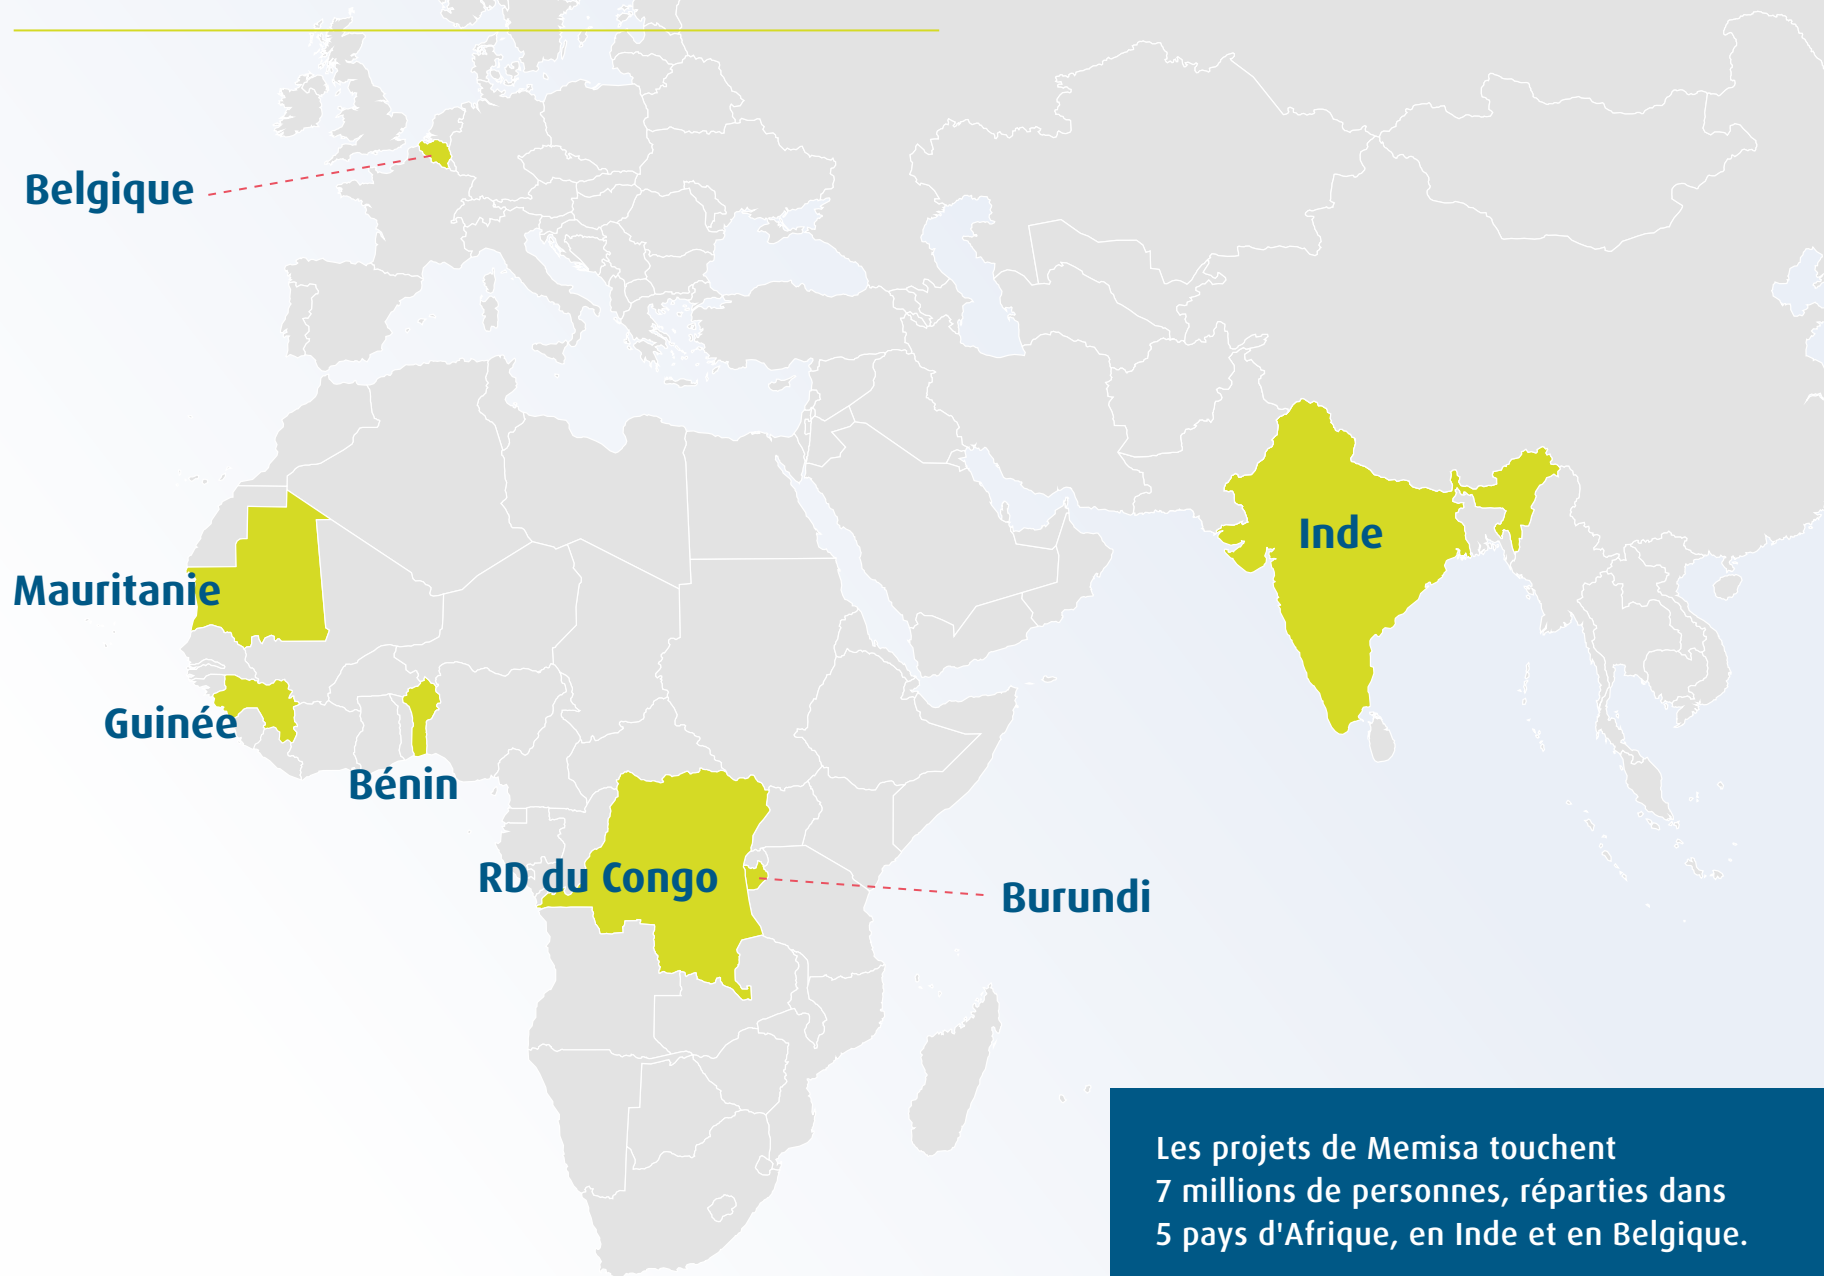 Belgique
Inde
Mauritanie
Guinée
Bénin
RD du Congo
Burundi
Les projets de Memisa touchent
7 millions de personnes, réparties dans
5 pays d'Afrique, en Inde et en Belgique.